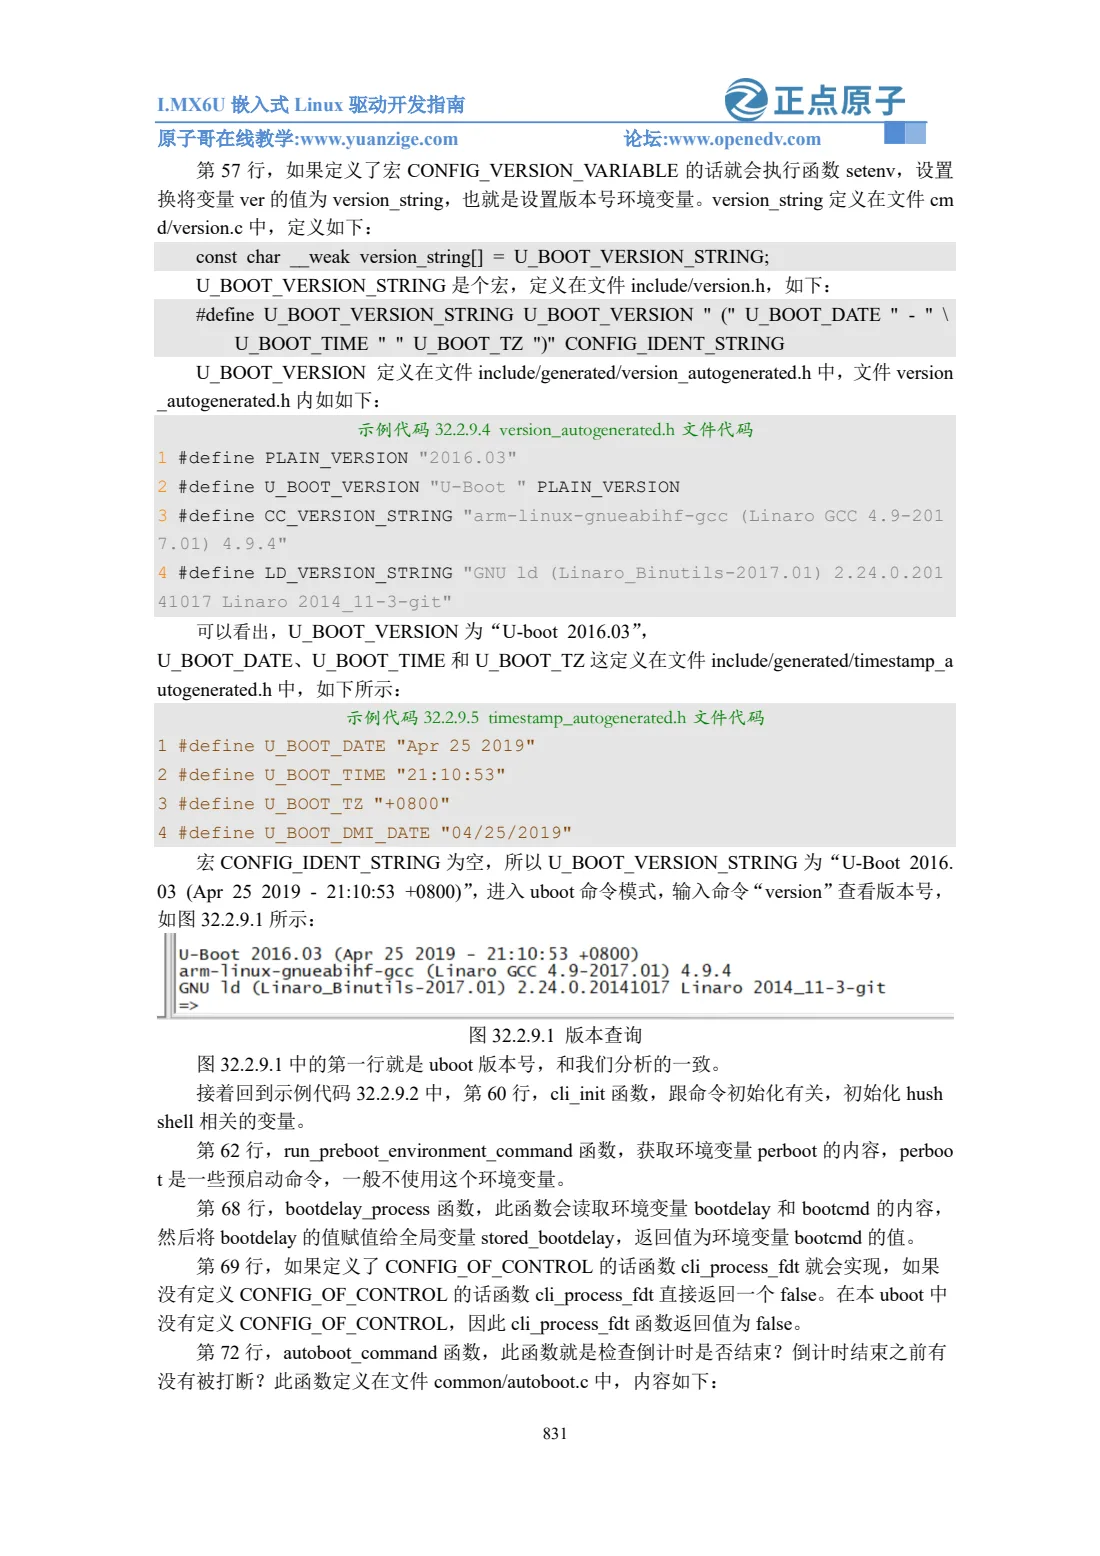 I.MX6U 嵌入式 Linux 驱动开发指南
正点原子
原子哥在线教学:www.yuanzige.com 论坛:www.openedv.com
第 57 行，如果定义了宏 CONFIG_VERSION_VARIABLE 的话就会执行函数 setenv，设置
换将变量 ver 的值为 version_string，也就是设置版本号环境变量。version_string 定义在文件 cm
d/version.c 中，定义如下：
const char __weak version_string[] = U_BOOT_VERSION_STRING;
U_BOOT_VERSION_STRING 是个宏，定义在文件 include/version.h，如下：
#define U_BOOT_VERSION_STRING U_BOOT_VERSION " (" U_BOOT_DATE " - " \
U_BOOT_TIME " " U_BOOT_TZ ")" CONFIG_IDENT_STRING
U_BOOT_VERSION 定义在文件 include/generated/version_autogenerated.h 中，文件 version
_autogenerated.h 内如如下：
示例代码 32.2.9.4 version_autogenerated.h 文件代码
1 #define PLAIN_VERSION "2016.03"
2 #define U_BOOT_VERSION "U-Boot " PLAIN_VERSION
3 #define CC_VERSION_STRING "arm-linux-gnueabihf-gcc (Linaro GCC 4.9-201
7.01) 4.9.4"
4 #define LD_VERSION_STRING "GNU ld (Linaro_Binutils-2017.01) 2.24.0.201
41017 Linaro 2014_11-3-git"
可以看出，U_BOOT_VERSION 为“U-boot 2016.03”，
U_BOOT_DATE、U_BOOT_TIME 和 U_BOOT_TZ 这定义在文件 include/generated/timestamp_a
utogenerated.h 中，如下所示：
示例代码 32.2.9.5 timestamp_autogenerated.h 文件代码
1 #define U_BOOT_DATE "Apr 25 2019"
2 #define U_BOOT_TIME "21:10:53"
3 #define U_BOOT_TZ "+0800"
4 #define U_BOOT_DMI_DATE "04/25/2019"
宏 CONFIG_IDENT_STRING 为空，所以 U_BOOT_VERSION_STRING 为“U-Boot 2016.
03 (Apr 25 2019 - 21:10:53 +0800)”，进入 uboot 命令模式，输入命令“version”查看版本号，
如图 32.2.9.1 所示：
U-Boot 2016.03 (Apr 25 2019 - 21:10:53 +0800)
arm-linux-gnueabihf-gcc (Linaro GCC 4.9-2017.01) 4.9.4
GNU ld (Linaro_Binutils-2017.01) 2.24.0.20141017 Linaro 2014_11-3-git
=>
图 32.2.9.1 版本查询
图 32.2.9.1 中的第一行就是 uboot 版本号，和我们分析的一致。
接着回到示例代码 32.2.9.2 中，第 60 行，cli_init 函数，跟命令初始化有关，初始化 hush
shell 相关的变量。
第 62 行，run_preboot_environment_command 函数，获取环境变量 perboot 的内容，perboo
t 是一些预启动命令，一般不使用这个环境变量。
第 68 行，bootdelay_process 函数，此函数会读取环境变量 bootdelay 和 bootcmd 的内容，
然后将 bootdelay 的值赋值给全局变量 stored_bootdelay，返回值为环境变量 bootcmd 的值。
第 69 行，如果定义了 CONFIG_OF_CONTROL 的话函数 cli_process_fdt 就会实现，如果
没有定义 CONFIG_OF_CONTROL 的话函数 cli_process_fdt 直接返回一个 false。在本 uboot 中
没有定义 CONFIG_OF_CONTROL，因此 cli_process_fdt 函数返回值为 false。
第 72 行，autoboot_command 函数，此函数就是检查倒计时是否结束？倒计时结束之前有
没有被打断？此函数定义在文件 common/autoboot.c 中，内容如下：
831